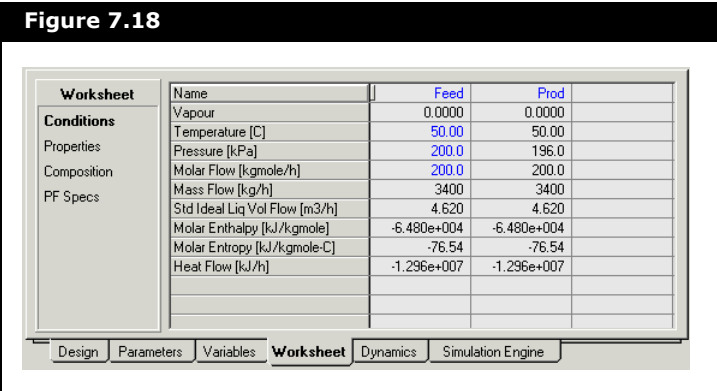 Figure 7.18
Worksheet
Conditions
Properties
Composition
PF Specs
Name Feed Prod
Vapour 0.0000 0.0000
Temperature [C] 50.00 50.00
Pressure [kPa] 200.0 196.0
Molar Flow [kgmole/h] 200.0 200.0
Mass Flow [kg/h] 3400 3400
Std Ideal Liq Vol Flow [m3/h] 4.620 4.620
Molar Enthalpy [kJ/kgmole] -6.480e+004 -6.480e+004
Molar Entropy [kJ/kgmole-C] -76.54 -76.54
Heat Flow [kJ/h] -1.296e+007 -1.296e+007
Design Parameters Variables Worksheet Dynamics Simulation Engine